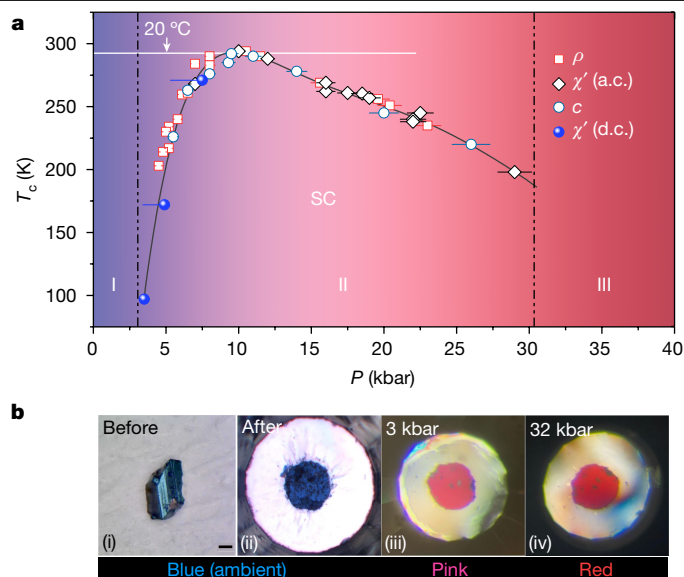 a
20 ºC
ρ
χ′ (a.c.)
c
χ′ (d.c.)
300
250
200
150
100
T_c (K)
SC
I
II
III
0
5
10
15
20
25
30
35
40
P (kbar)
b
Before
After
3 kbar
32 kbar
(i)
(ii)
(iii)
(iv)
Blue (ambient)
Pink
Red